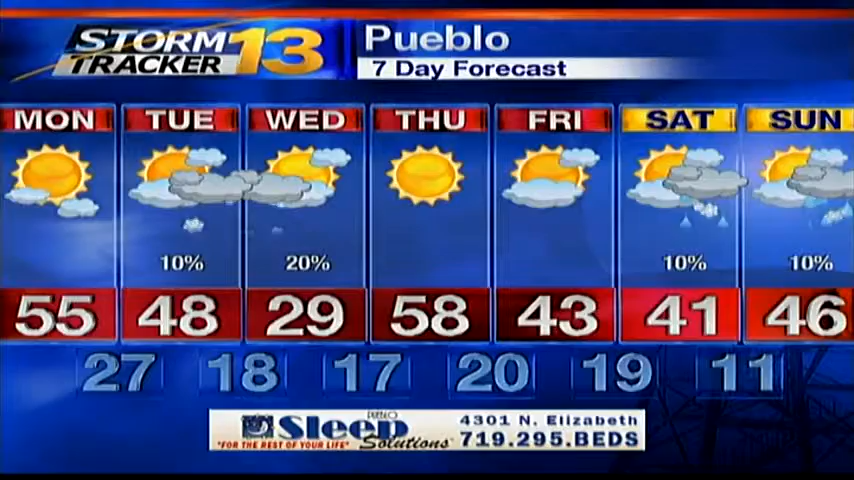 STORM
TRACKER 13
Pueblo
7 Day Forecast
MON TUE WED THU FRI SAT SUN
10% 20% 10% 10%
55 48 29 58 43 41 46
27 18 17 20 19 11
PUEBLO
Sleep
Solutions
"FOR THE REST OF YOUR LIFE"
4301 N. Elizabeth
719.295.BEDS